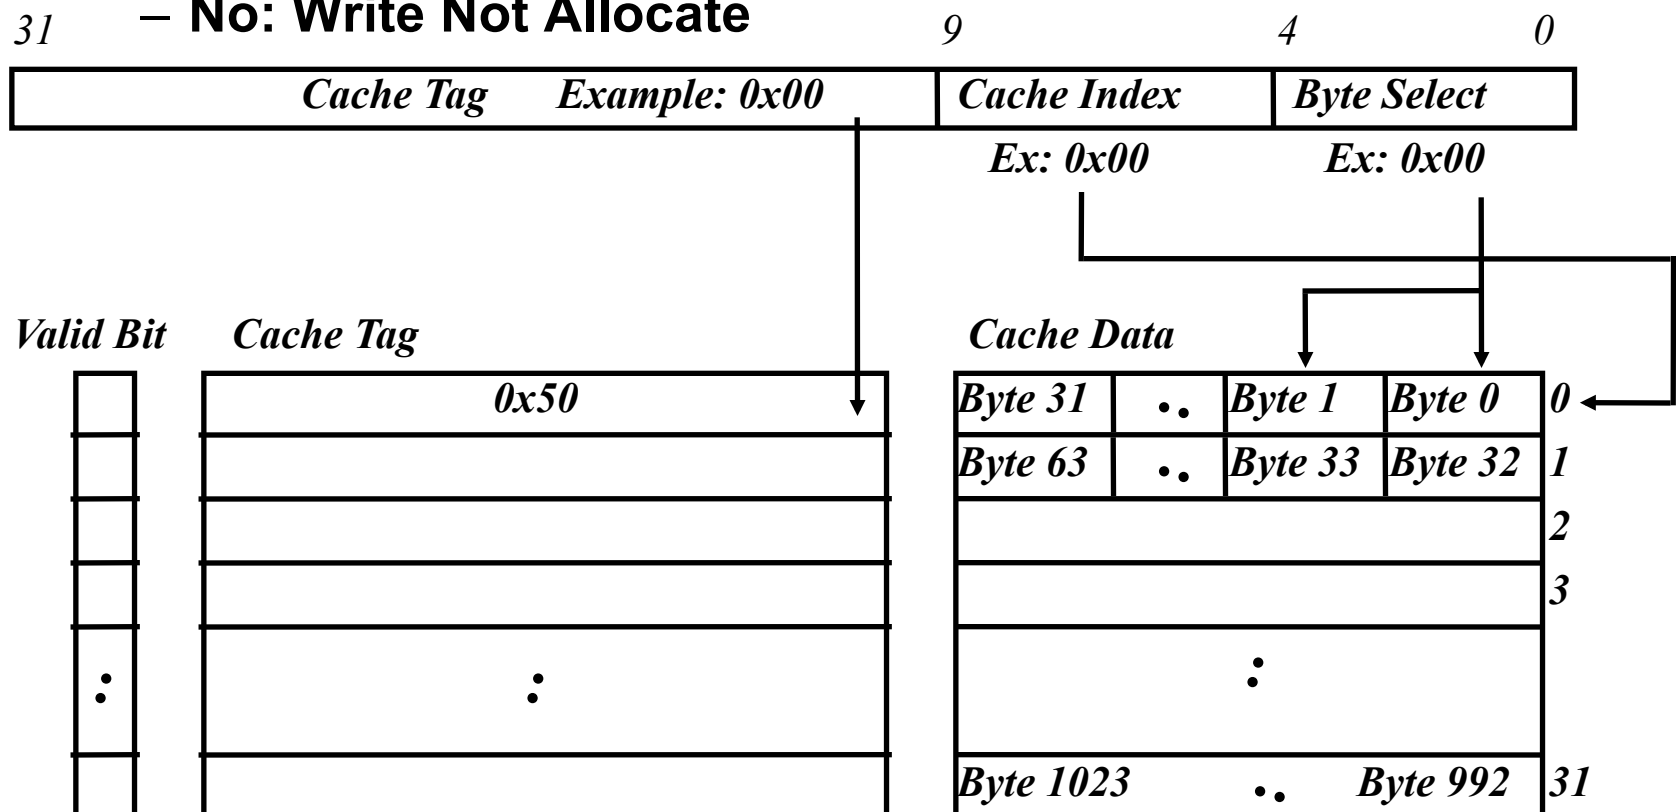 – No: Write Not Allocate
31 9 4 0
Cache Tag Example: 0x00 Cache Index Byte Select
Ex: 0x00 Ex: 0x00
Valid Bit Cache Tag Cache Data
0x50 Byte 31 .. Byte 1 Byte 0 0
Byte 63 .. Byte 33 Byte 32 1
2
3
: : :
Byte 1023 .. Byte 992 31